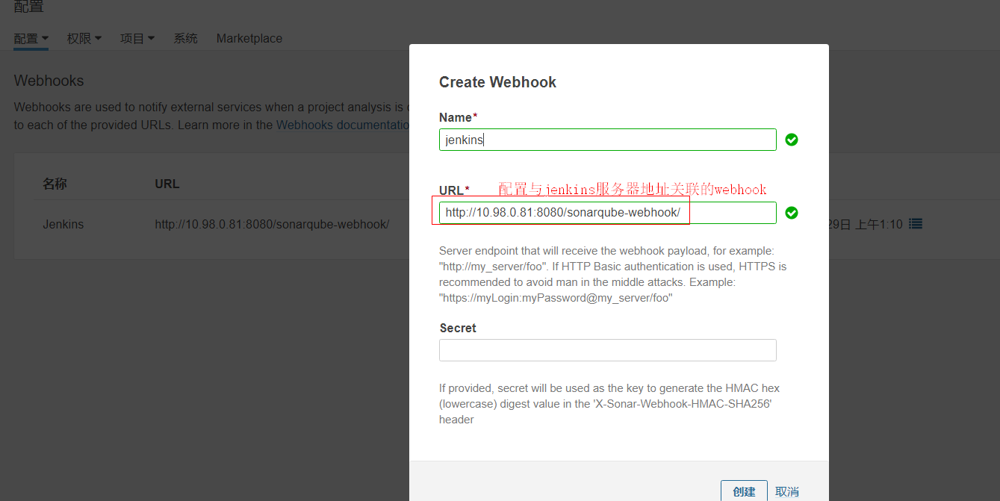 配置
配置 权限 项目 系统 Marketplace
Webhooks
Webhooks are used to notify external services when a project analysis is
to each of the provided URLs. Learn more in the Webhooks documentatio
名称 URL
Jenkins http://10.98.0.81:8080/sonarqube-webhook/ 29日 上午1:10
Create Webhook
Name*
jenkins
URL* 配置与jenkins服务器地址关联的webhook
http://10.98.0.81:8080/sonarqube-webhook/
Server endpoint that will receive the webhook payload, for example:
"http://my_server/foo". If HTTP Basic authentication is used, HTTPS is
recommended to avoid man in the middle attacks. Example:
"https://myLogin:myPassword@my_server/foo"
Secret
If provided, secret will be used as the key to generate the HMAC hex
(lowercase) digest value in the 'X-Sonar-Webhook-HMAC-SHA256'
header
创建 取消